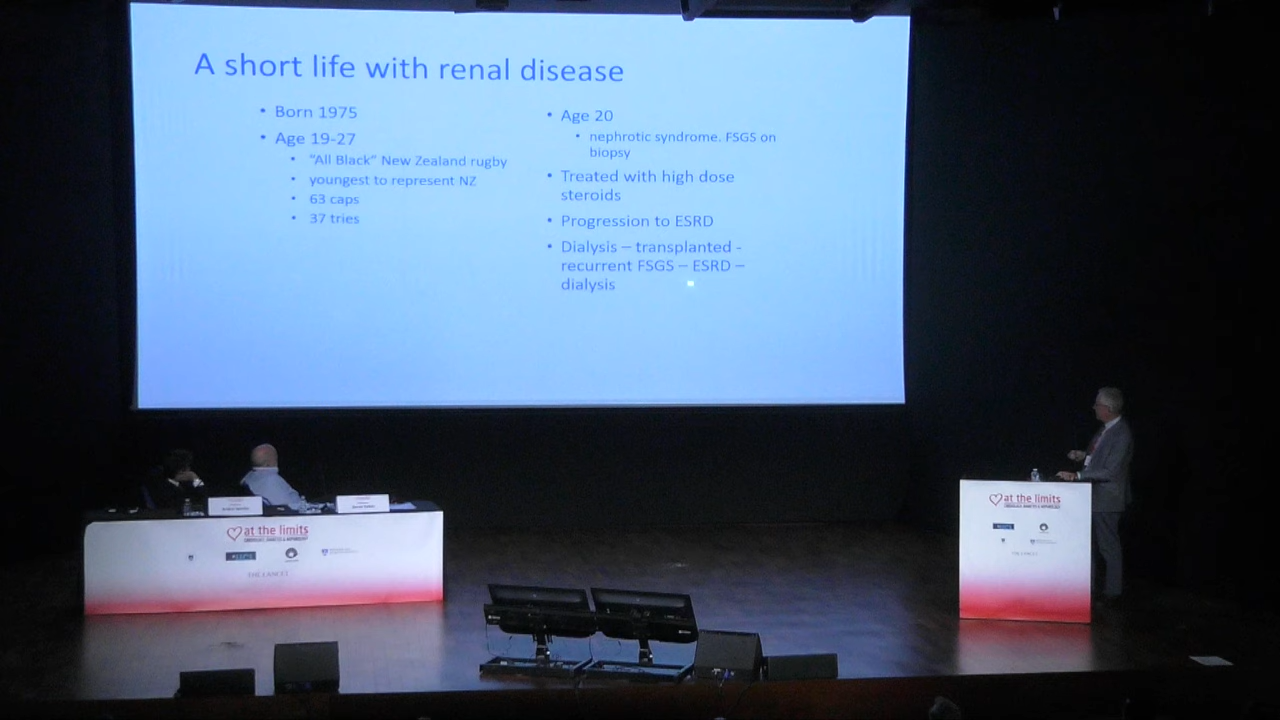 A short life with renal disease
• Born 1975
• Age 19-27
• "All Black" New Zealand rugby
• youngest to represent NZ
• 63 caps
• 37 tries
• Age 20
• nephrotic syndrome. FSGS on
biopsy
• Treated with high dose
steroids
• Progression to ESRD
• Dialysis – transplanted -
recurrent FSGS – ESRD –
dialysis
at the limits
THE LANCET
at the limits